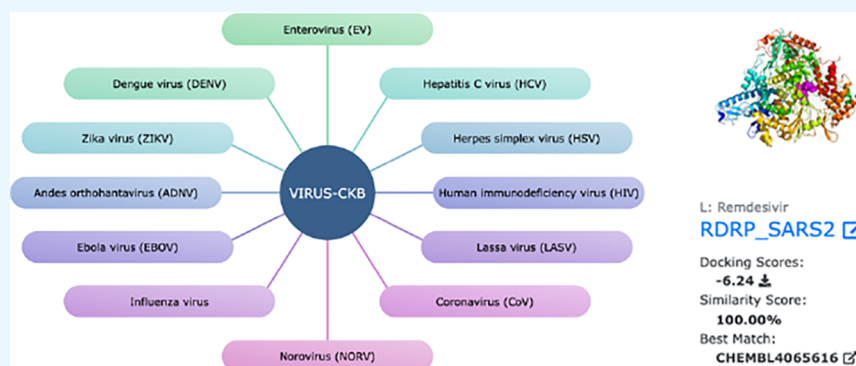 Enterovirus (EV)
Dengue virus (DENV)
Hepatitis C virus (HCV)
Zika virus (ZIKV)
Herpes simplex virus (HSV)
Andes orthohantavirus (ADNV)
VIRUS-CKB
Human immunodeficiency virus (HIV)
Ebola virus (EBOV)
Lassa virus (LASV)
Influenza virus
Coronavirus (CoV)
Norovirus (NORV)
L: Remdesivir
RDRP_SARS2
Docking Scores:
-6.24
Similarity Score:
100.00%
Best Match:
CHEMBL4065616